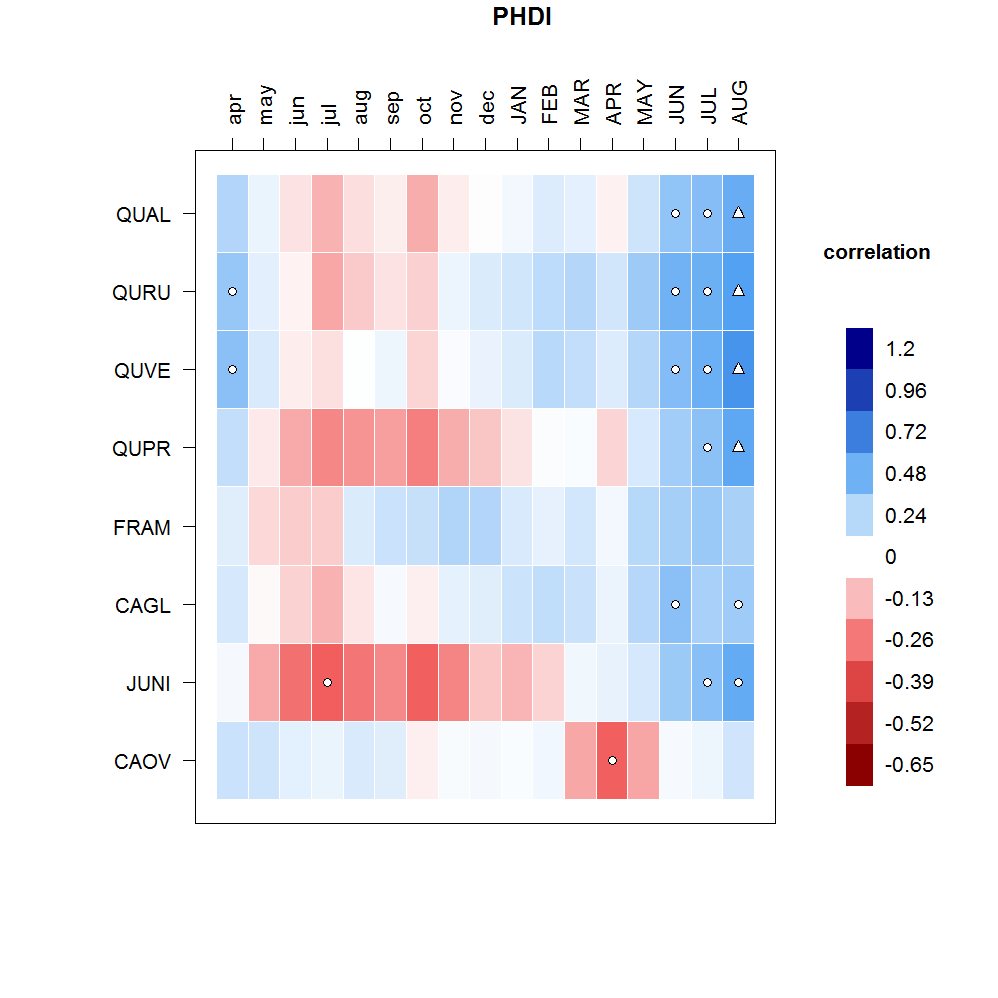 PHDI
apr may jun jul aug sep oct nov dec JAN FEB MAR APR MAY JUN JUL AUG
QUAL
QURU
QUVE
QUPR
FRAM
CAGL
JUNI
CAOV
correlation
1.2
0.96
0.72
0.48
0.24
0
-0.13
-0.26
-0.39
-0.52
-0.65